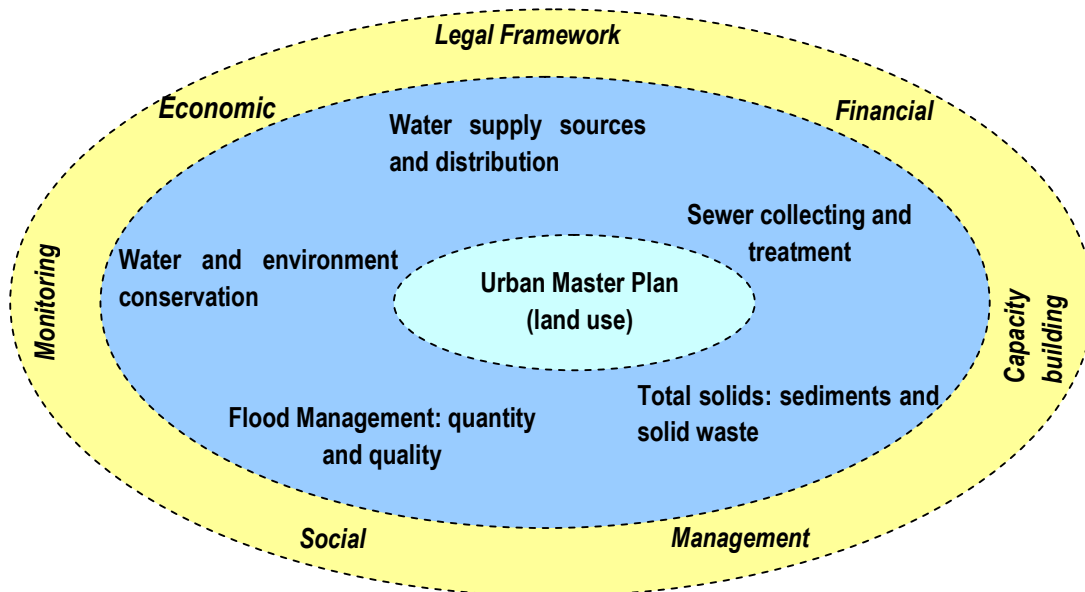 Legal Framework
Economic
Financial
Water supply sources
and distribution
Sewer collecting and
treatment
Water and environment
conservation
Urban Master Plan
(land use)
Monitoring
Capacity
building
Total solids: sediments and
solid waste
Flood Management: quantity
and quality
Social
Management